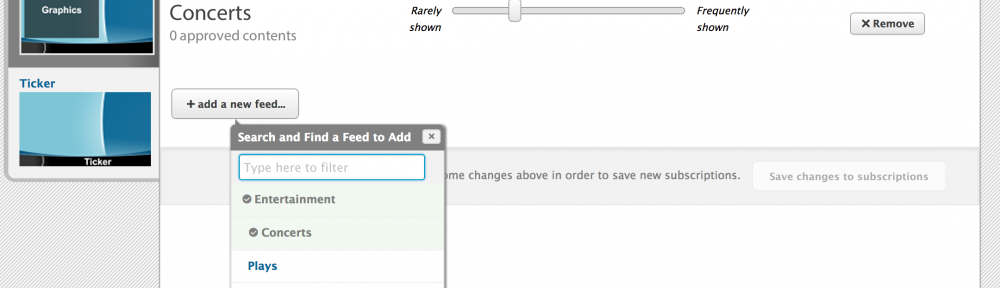 Graphics
Ticker
Ticker
Concerts
0 approved contents
Rarely
shown
Frequently
shown
Remove
+ add a new feed...
Search and Find a Feed to Add
Type here to filter
Entertainment
Concerts
Plays
changes above in order to save new subscriptions.
Save changes to subscriptions